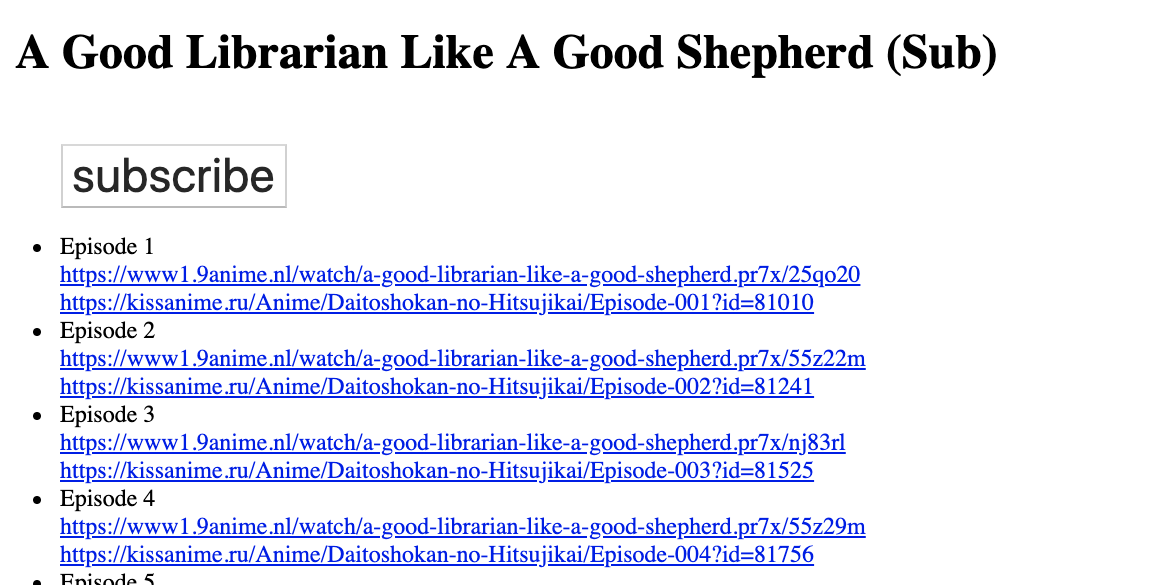 A Good Librarian Like A Good Shepherd (Sub)
subscribe
Episode 1
https://www1.9anime.nl/watch/a-good-librarian-like-a-good-shepherd.pr7x/25qo20
https://kissanime.ru/Anime/Daitoshokan-no-Hitsujikai/Episode-001?id=81010
Episode 2
https://www1.9anime.nl/watch/a-good-librarian-like-a-good-shepherd.pr7x/55z22m
https://kissanime.ru/Anime/Daitoshokan-no-Hitsujikai/Episode-002?id=81241
Episode 3
https://www1.9anime.nl/watch/a-good-librarian-like-a-good-shepherd.pr7x/nj83rl
https://kissanime.ru/Anime/Daitoshokan-no-Hitsujikai/Episode-003?id=81525
Episode 4
https://www1.9anime.nl/watch/a-good-librarian-like-a-good-shepherd.pr7x/55z29m
https://kissanime.ru/Anime/Daitoshokan-no-Hitsujikai/Episode-004?id=81756
Episode 5